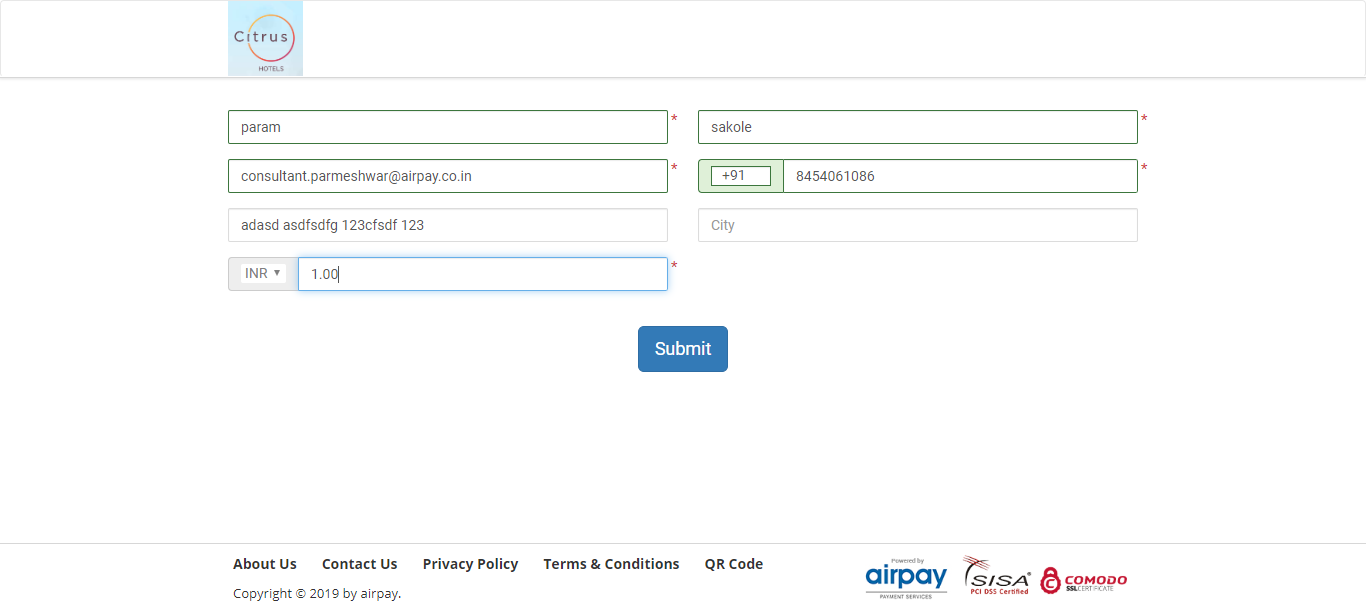 Citrus
HOTELS
param * sakole *
consultant.parmeshwar@airpay.co.in * +91 8454061086 *
adasd asdfsdfg 123cfsdf 123 City
INR ▼ 1.00 *
Submit
About Us Contact Us Privacy Policy Terms & Conditions QR Code
Copyright © 2019 by airpay.
Powered by
airpay
PAYMENT SERVICES
SISA
PCI DSS Certified
COMODO
SSL CERTIFICATE